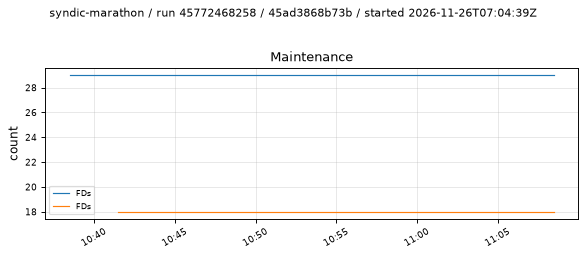 syndic-marathon / run 45772468258 / 45ad3868b73b / started 2026-11-26T07:04:39Z
Maintenance
count
28
26
24
22
20
18
FDs
FDs
10:40
10:45
10:50
10:55
11:00
11:05